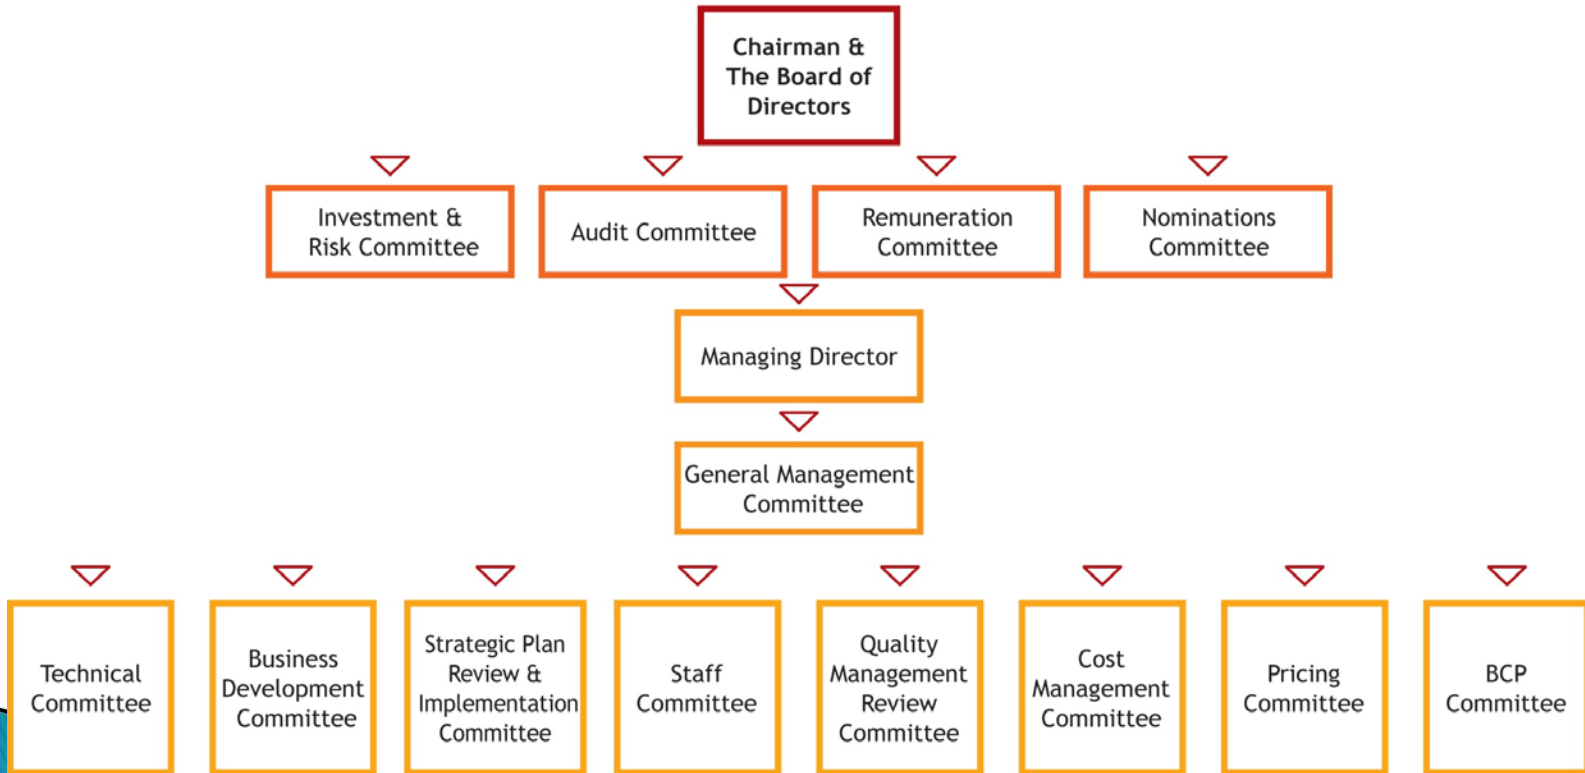 Chairman &
The Board of
Directors
Investment &
Risk Committee
Audit Committee
Remuneration
Committee
Nominations
Committee
Managing Director
General Management
Committee
Technical
Committee
Business
Development
Committee
Strategic Plan
Review &
Implementation
Committee
Staff
Committee
Quality
Management
Review
Committee
Cost
Management
Committee
Pricing
Committee
BCP
Committee